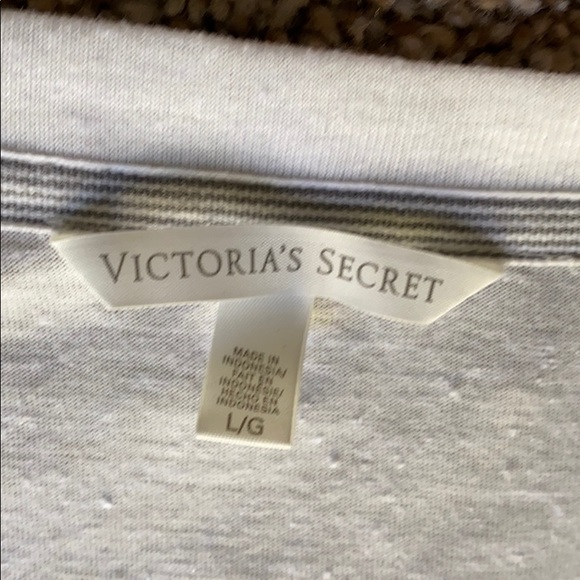 VICTORIA'S SECRET
MADE IN
INDONESIA/
FAIT EN
INDONÉSIE/
HECHO EN
INDONESIA
L/G